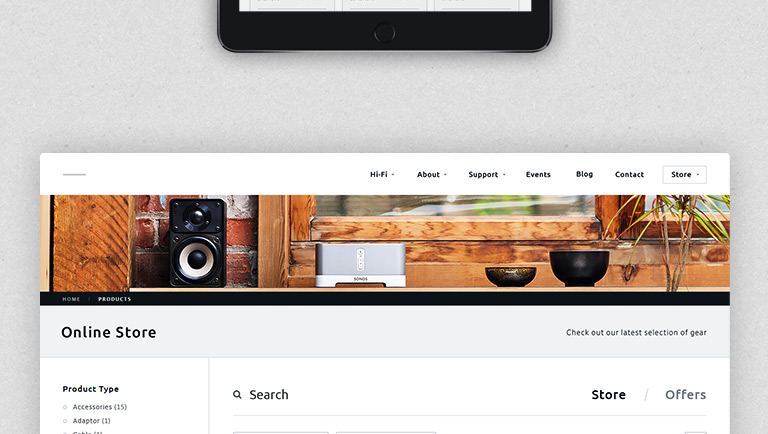 Hi-Fi About Support Events Blog Contact Store
SONOS
HOME / PRODUCTS
Online Store
Check out our latest selection of gear
Product Type
Accessories (15)
Adaptor (1)
Cable (1)
Search
Store / Offers